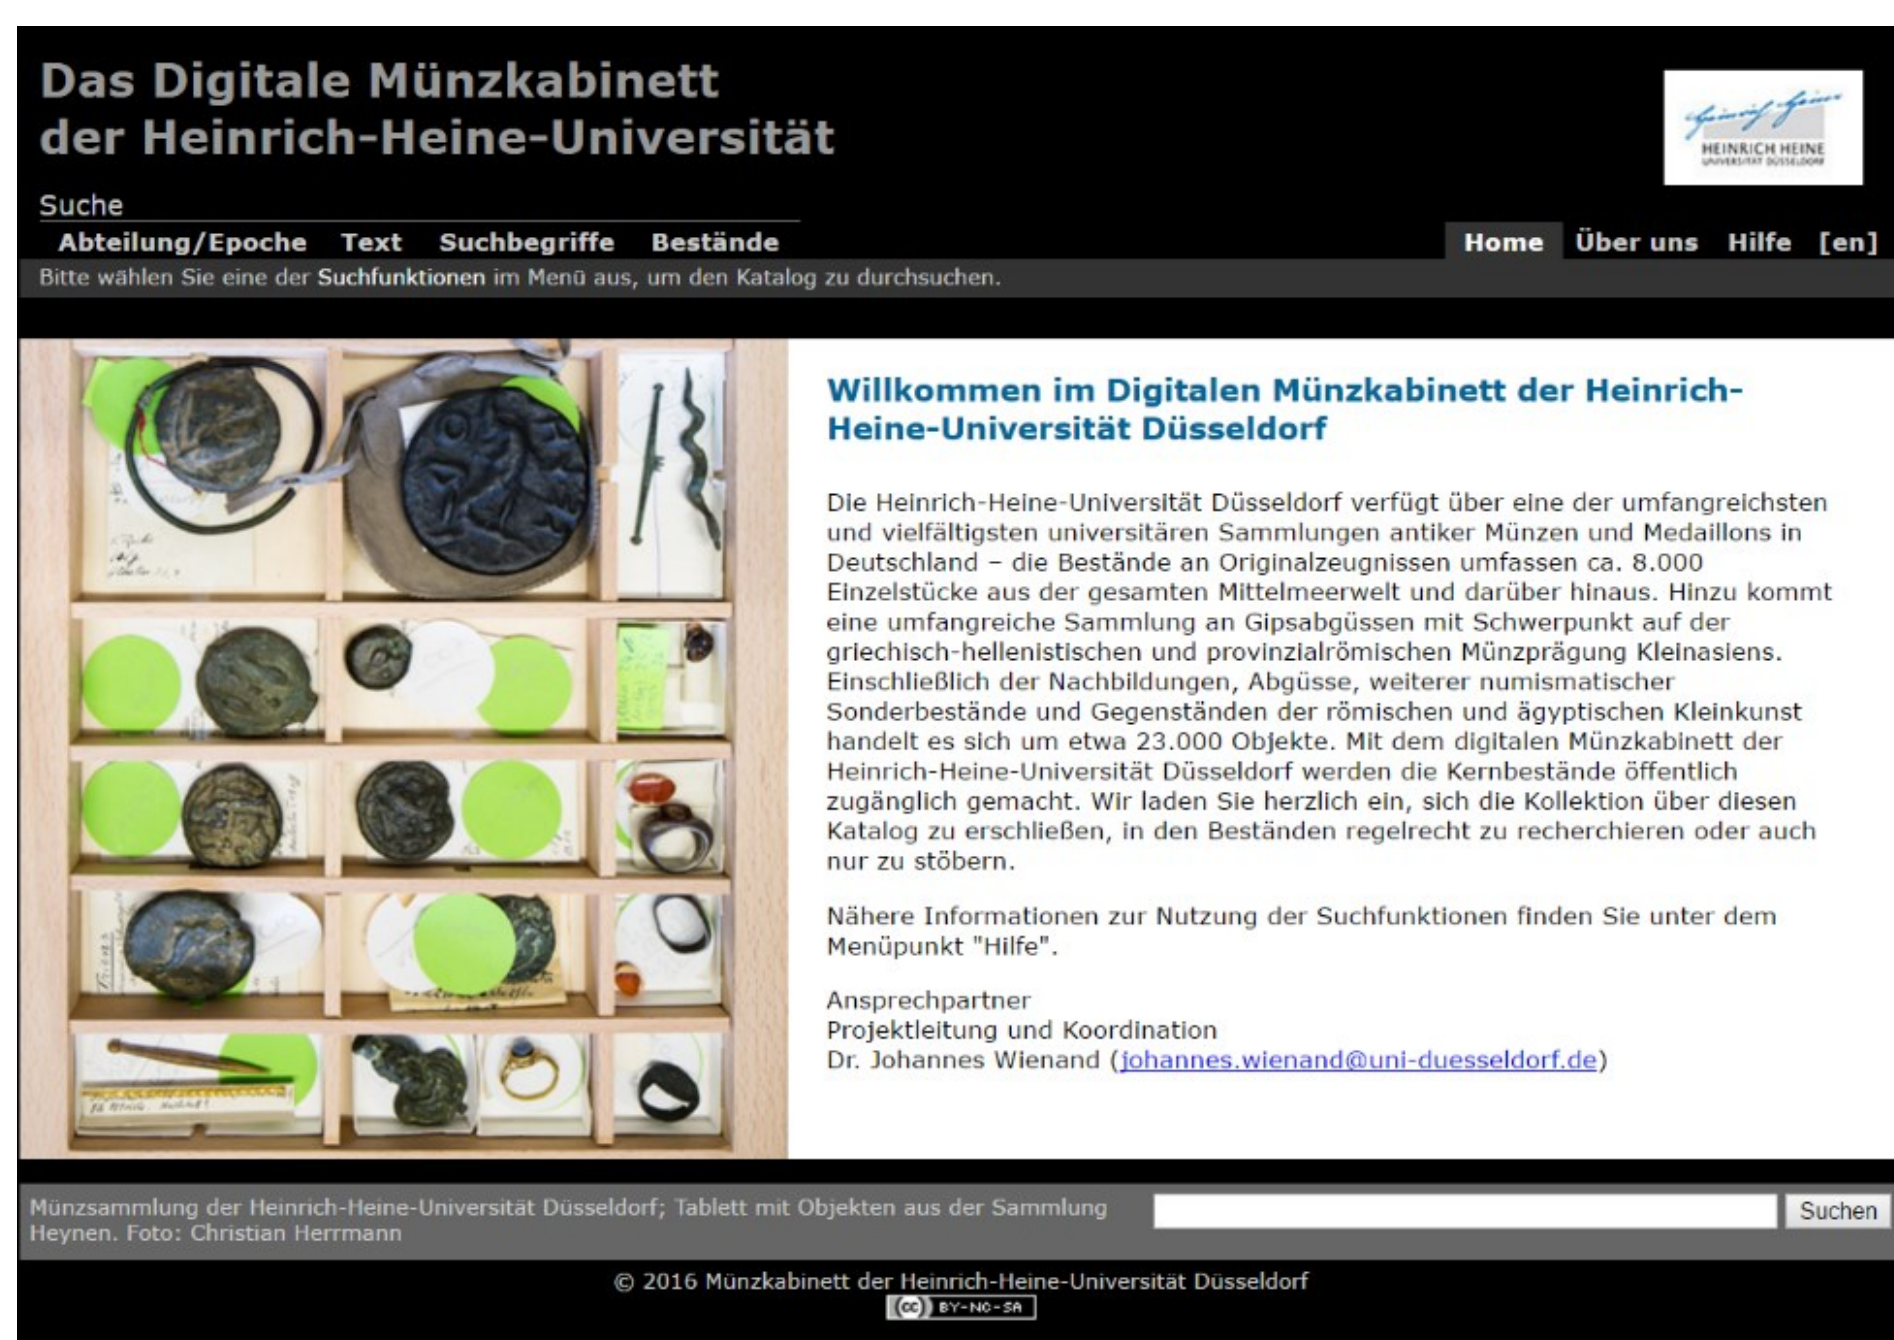 Das Digitale Münzkabinett
der Heinrich-Heine-Universität
Heinrich Heine
HEINRICH HEINE
UNIVERSITÄT DÜSSELDORF
Suche
Abteilung/Epoche Text Suchbegriffe Bestände
Home Über uns Hilfe [en]
Bitte wählen Sie eine der Suchfunktionen im Menü aus, um den Katalog zu durchsuchen.
Willkommen im Digitalen Münzkabinett der Heinrich-
Heine-Universität Düsseldorf
Die Heinrich-Heine-Universität Düsseldorf verfügt über eine der umfangreichsten
und vielfältigsten universitären Sammlungen antiker Münzen und Medaillons in
Deutschland – die Bestände an Originalzeugnissen umfassen ca. 8.000
Einzelstücke aus der gesamten Mittelmeerwelt und darüber hinaus. Hinzu kommt
eine umfangreiche Sammlung an Gipsabgüssen mit Schwerpunkt auf der
griechisch-hellenistischen und provinzialrömischen Münzprägung Kleinasiens.
Einschließlich der Nachbildungen, Abgüsse, weiterer numismatischer
Sonderbestände und Gegenständen der römischen und ägyptischen Kleinkunst
handelt es sich um etwa 23.000 Objekte. Mit dem digitalen Münzkabinett der
Heinrich-Heine-Universität Düsseldorf werden die Kernbestände öffentlich
zugänglich gemacht. Wir laden Sie herzlich ein, sich die Kollektion über diesen
Katalog zu erschließen, in den Beständen regelrecht zu recherchieren oder auch
nur zu stöbern.
Nähere Informationen zur Nutzung der Suchfunktionen finden Sie unter dem
Menüpunkt "Hilfe".
Ansprechpartner
Projektleitung und Koordination
Dr. Johannes Wienand (johannes.wienand@uni-duesseldorf.de)
Münzsammlung der Heinrich-Heine-Universität Düsseldorf; Tablett mit Objekten aus der Sammlung
Heynen. Foto: Christian Herrmann
Suchen
© 2016 Münzkabinett der Heinrich-Heine-Universität Düsseldorf
(cc) BY-NC-SA